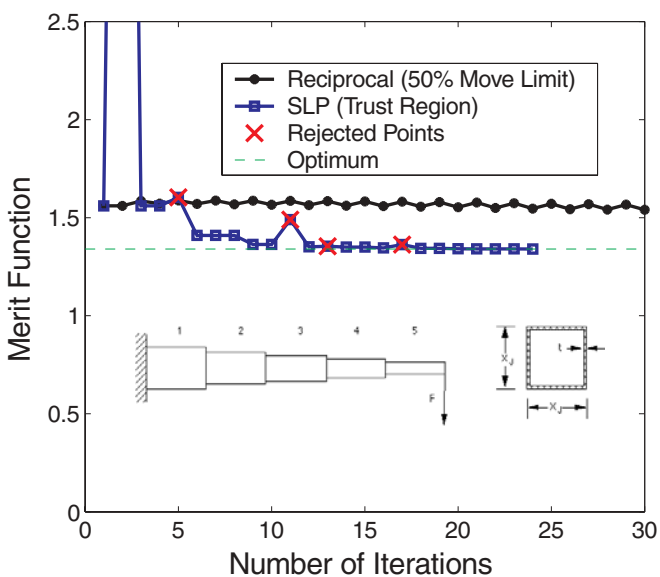 2.5
2
1.5
1
0.5
0
Merit Function
Reciprocal (50% Move Limit)
SLP (Trust Region)
Rejected Points
Optimum
1 2 3 4 5
F
X J
t
X J
0 5 10 15 20 25 30
Number of Iterations